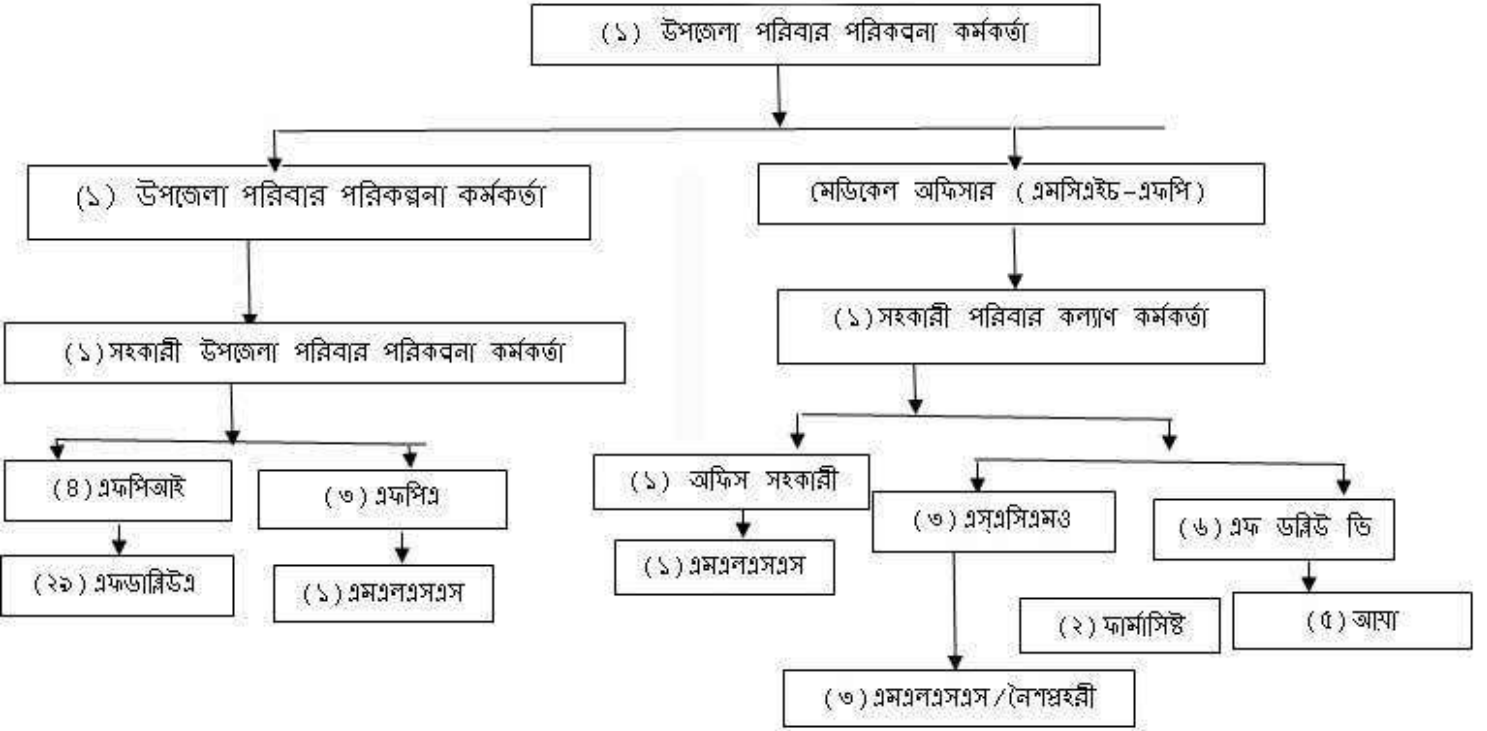 (১) উপজেলা পরিবার পরিকল্পনা কর্মকর্তা
(১) উপজেলা পরিবার পরিকল্পনা কর্মকর্তা
মেডিকেল অফিসার (এমসিএইচ-এফপি)
(১)সহকারী পরিবার কল্যাণ কর্মকর্তা
(১)সহকারী উপজেলা পরিবার পরিকল্পনা কর্মকর্তা
(৪)এফপিআই
(৩)এফপিএ
(১) অফিস সহকারী
(৩)এস্এসিএমও
(৬)এফ ডব্লিউ ভি
(২৯)এফডাব্লিউএ
(১)এমএলএসএস
(১)এমএলএসএস
(২)ফার্মাসিষ্ট
(৫)আযা
(৩)এমএলএসএস/নৈশপ্রহরী